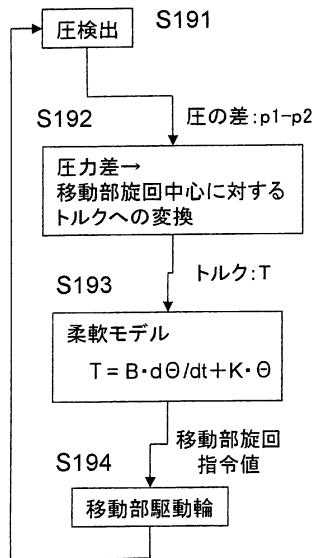 圧検出
S191
圧の差:p1-p2
S192
圧力差→
移動部旋回中心に対する
トルクへの変換
トルク:T
S193
柔軟モデル
T=B・dΘ/dt+K・Θ
移動部旋回
指令値
S194
移動部駆動輪